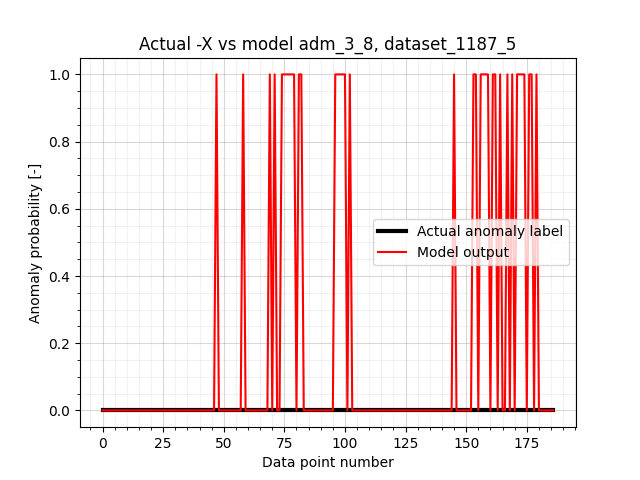 Actual -X vs model adm_3_8, dataset_1187_5
Anomaly probability [-]
1.0
0.8
0.6
0.4
0.2
0.0
Actual anomaly label
Model output
0 25 50 75 100 125 150 175
Data point number